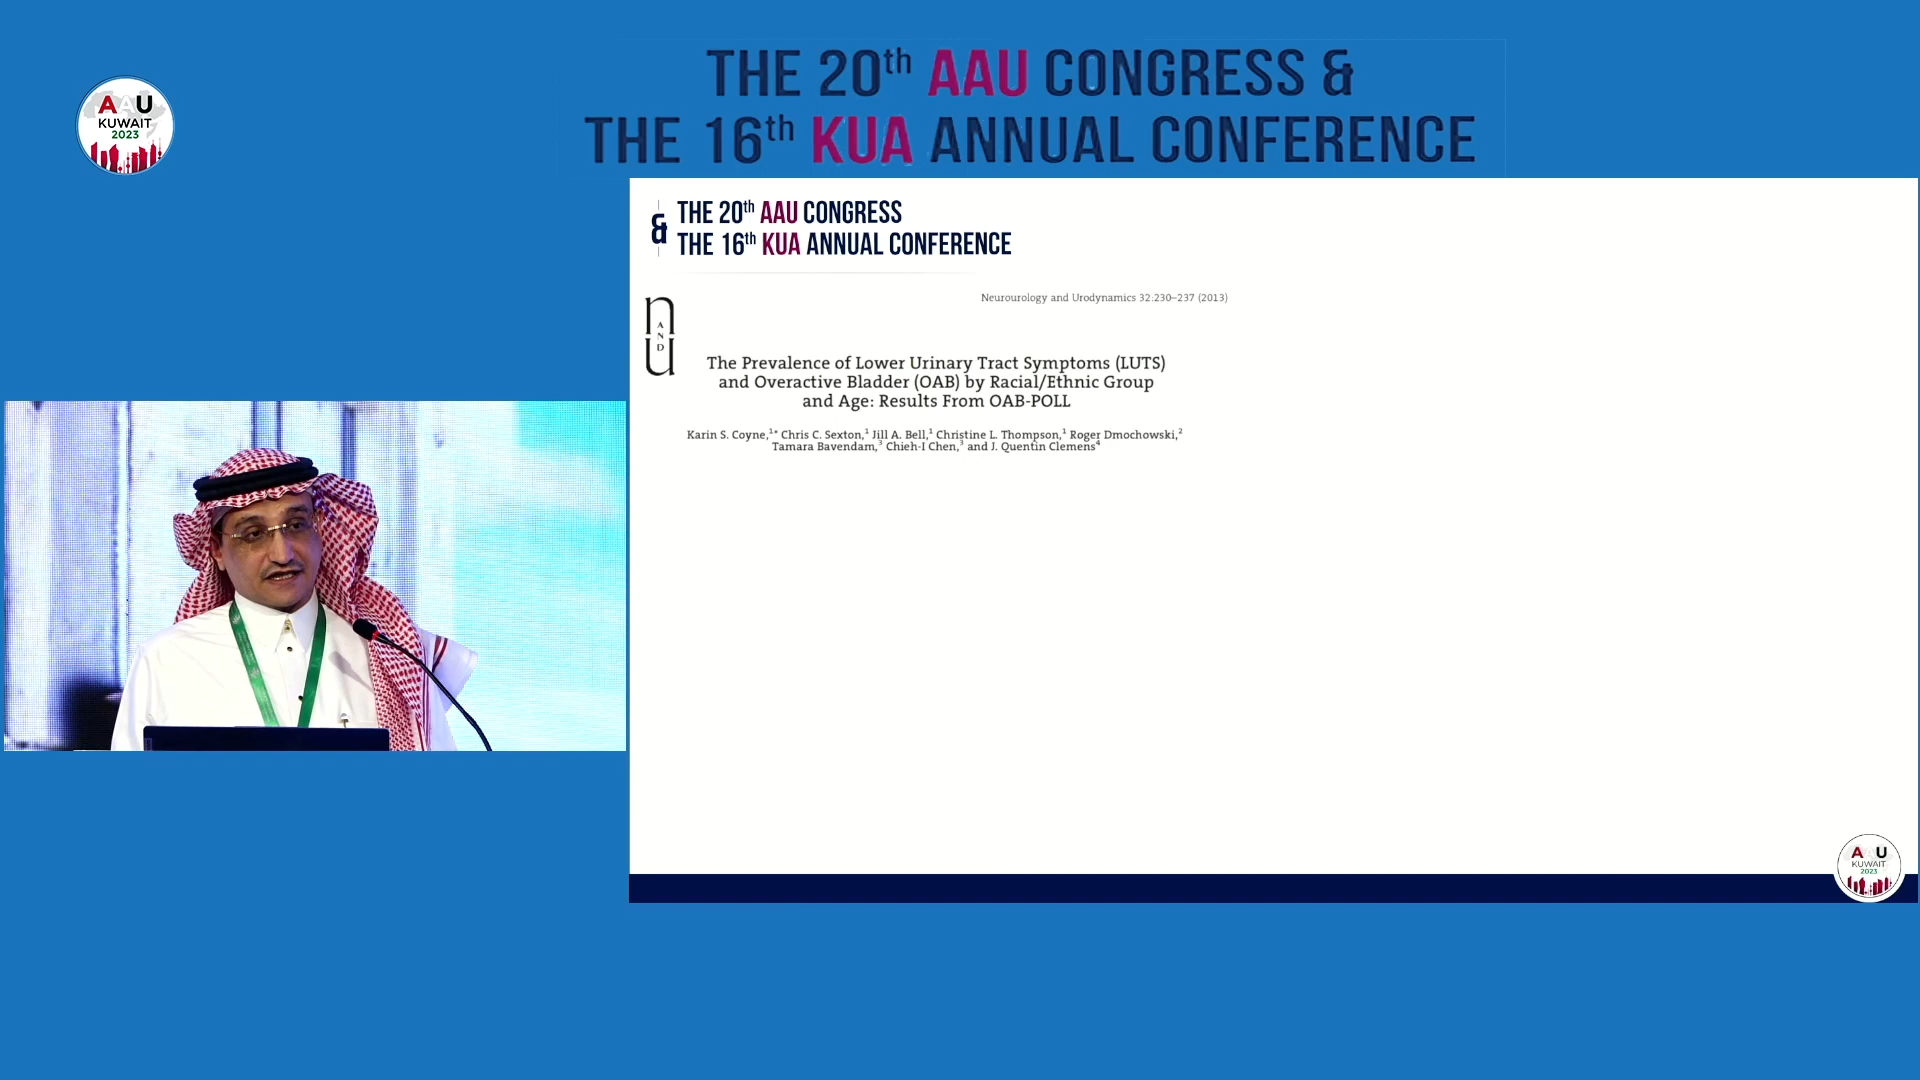 THE 20th AAU CONGRESS &
THE 16th KUA ANNUAL CONFERENCE
AAU
KUWAIT
2023
& THE 20th AAU CONGRESS
THE 16th KUA ANNUAL CONFERENCE
n AND u
Neurourology and Urodynamics 32:230–237 (2013)
The Prevalence of Lower Urinary Tract Symptoms (LUTS)
and Overactive Bladder (OAB) by Racial/Ethnic Group
and Age: Results From OAB-POLL
Karin S. Coyne,1* Chris C. Sexton,1 Jill A. Bell,1 Christine L. Thompson,1 Roger Dmochowski,2
Tamara Bavendam,3 Chieh-I Chen,3 and J. Quentin Clemens4
AAU
KUWAIT
2023